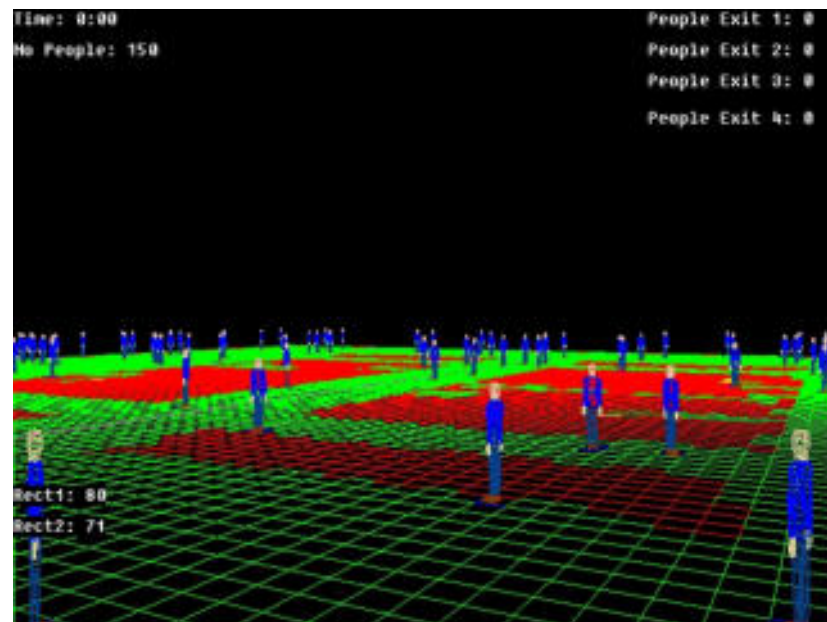 Time: 0:00
No People: 150
People Exit 1: 0
People Exit 2: 0
People Exit 3: 0
People Exit 4: 0
Rect1: 80
Rect2: 71